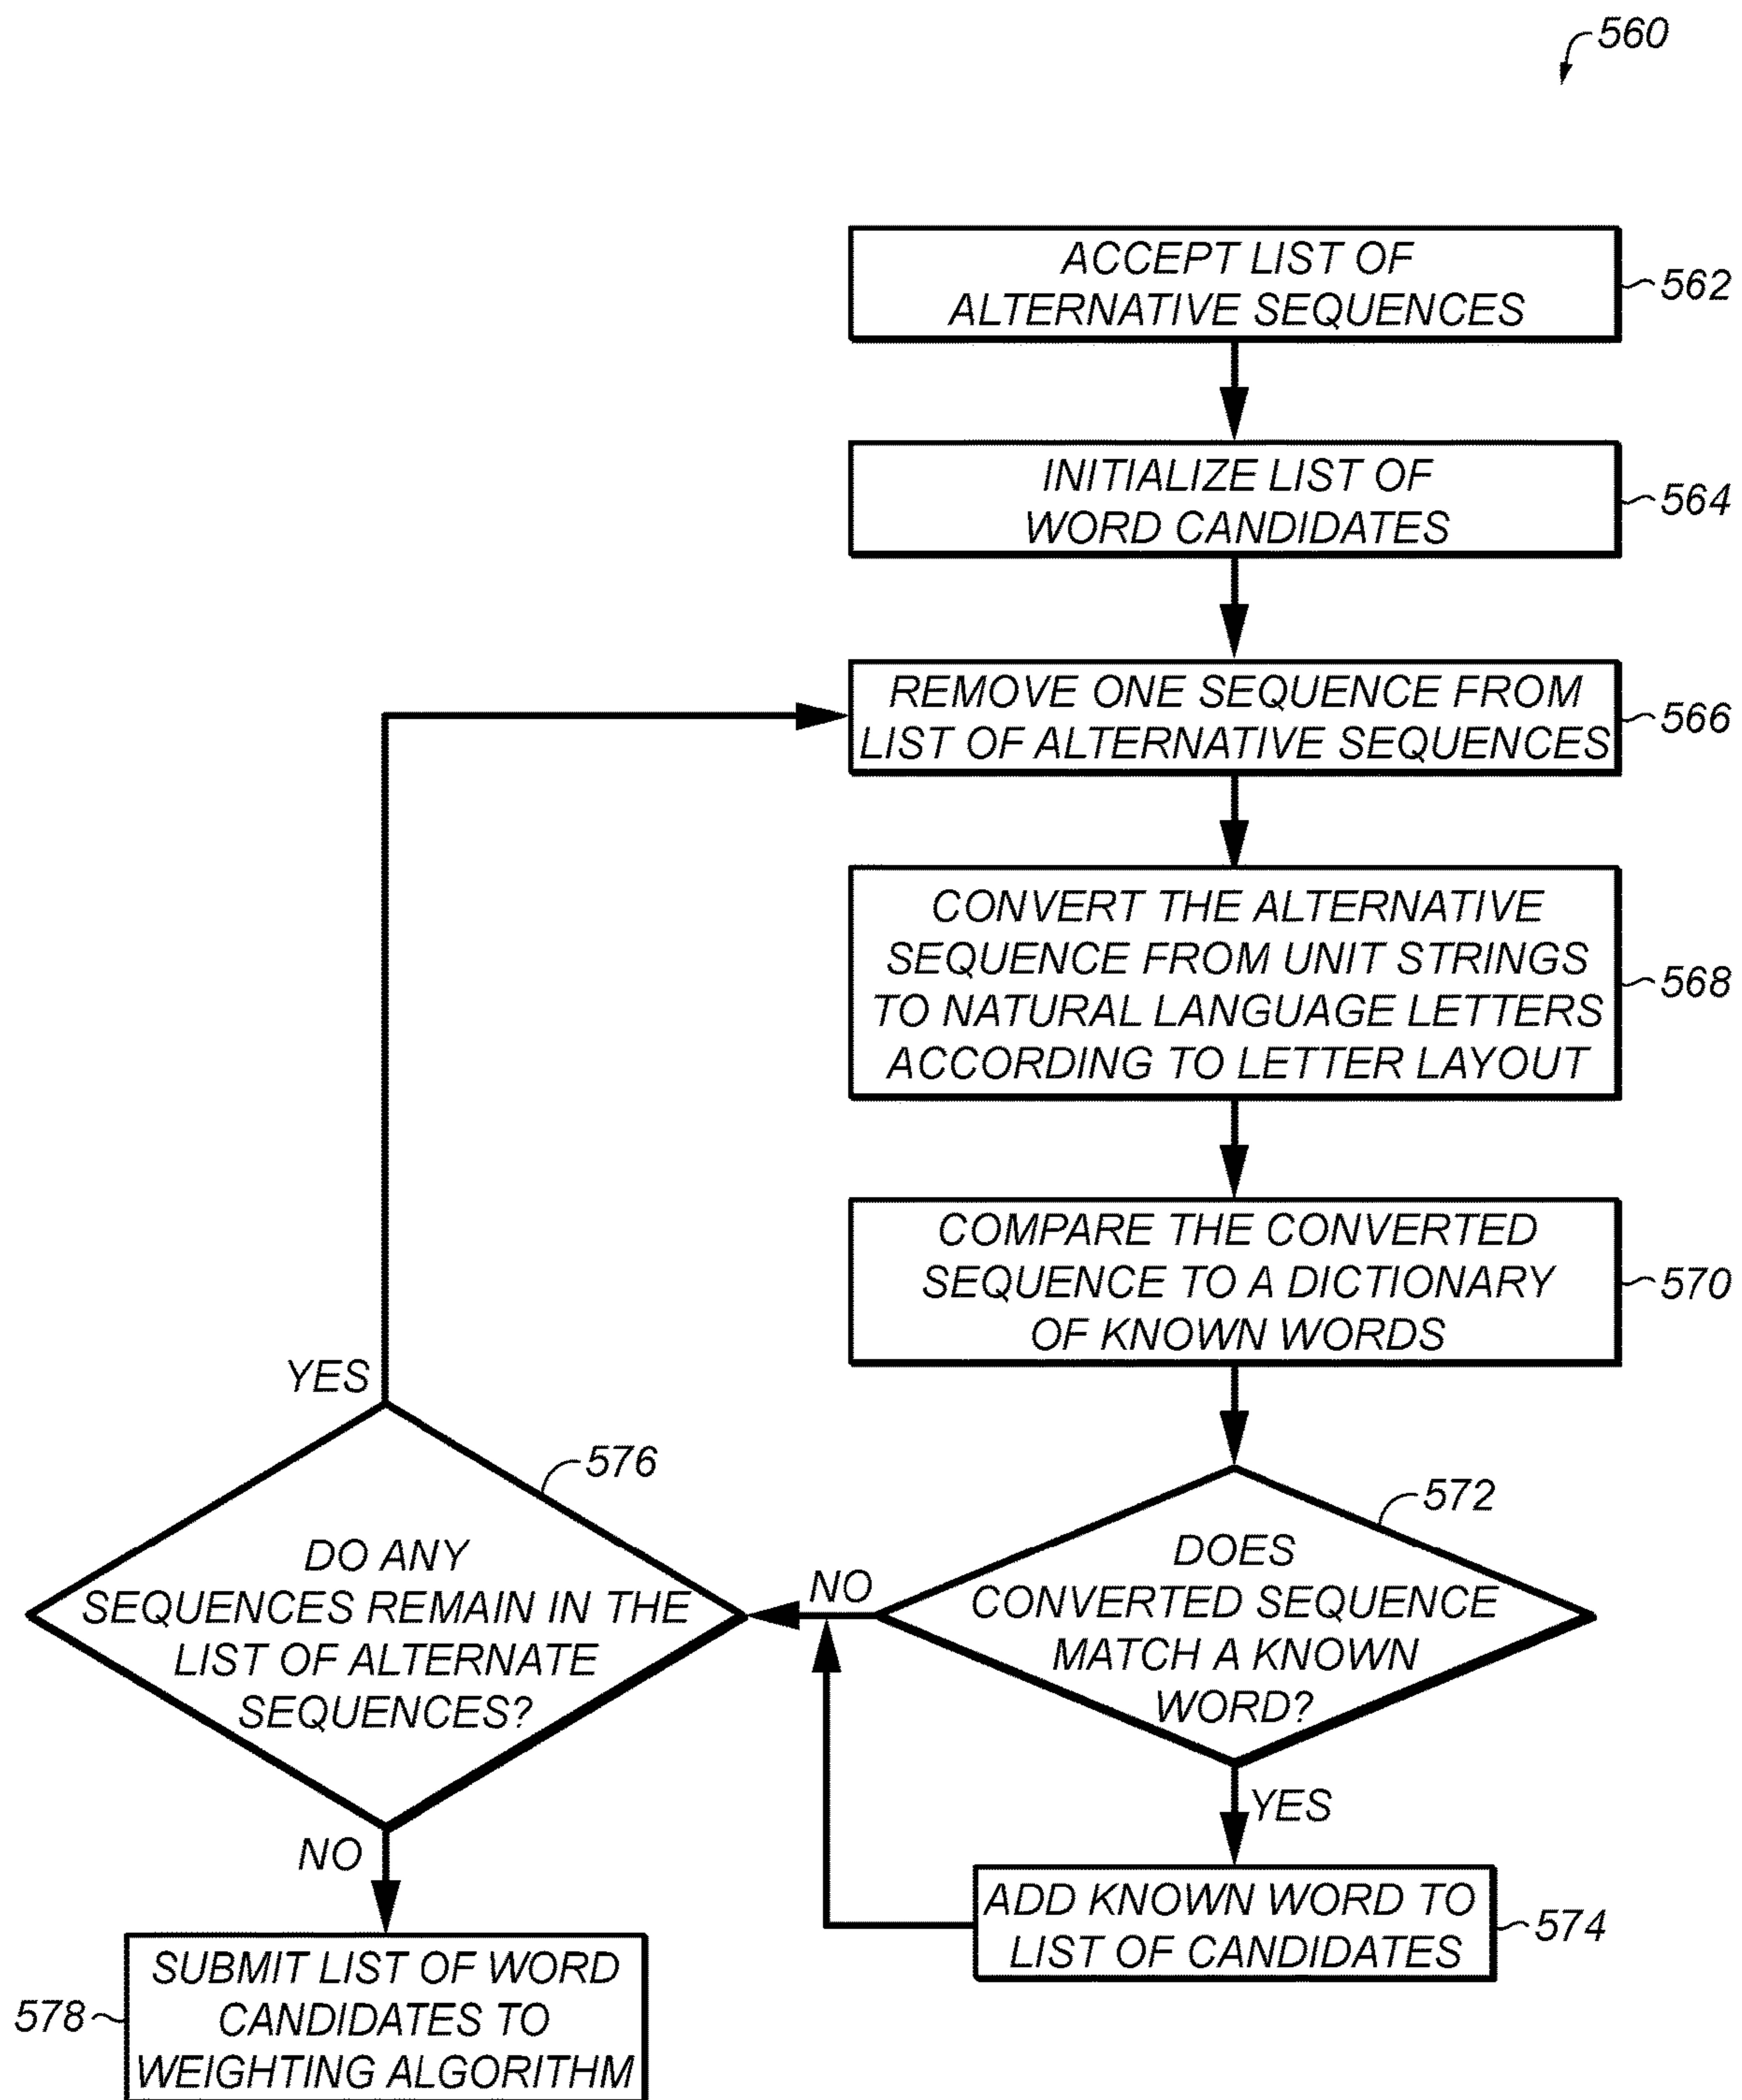 560
ACCEPT LIST OF
ALTERNATIVE SEQUENCES
562
INITIALIZE LIST OF
WORD CANDIDATES
564
REMOVE ONE SEQUENCE FROM
LIST OF ALTERNATIVE SEQUENCES
566
CONVERT THE ALTERNATIVE
SEQUENCE FROM UNIT STRINGS
TO NATURAL LANGUAGE LETTERS
ACCORDING TO LETTER LAYOUT
568
COMPARE THE CONVERTED
SEQUENCE TO A DICTIONARY
OF KNOWN WORDS
570
572
DOES
CONVERTED SEQUENCE
MATCH A KNOWN
WORD?
NO
YES
ADD KNOWN WORD TO
LIST OF CANDIDATES
574
YES
576
DO ANY
SEQUENCES REMAIN IN THE
LIST OF ALTERNATE
SEQUENCES?
NO
SUBMIT LIST OF WORD
CANDIDATES TO
WEIGHTING ALGORITHM
578